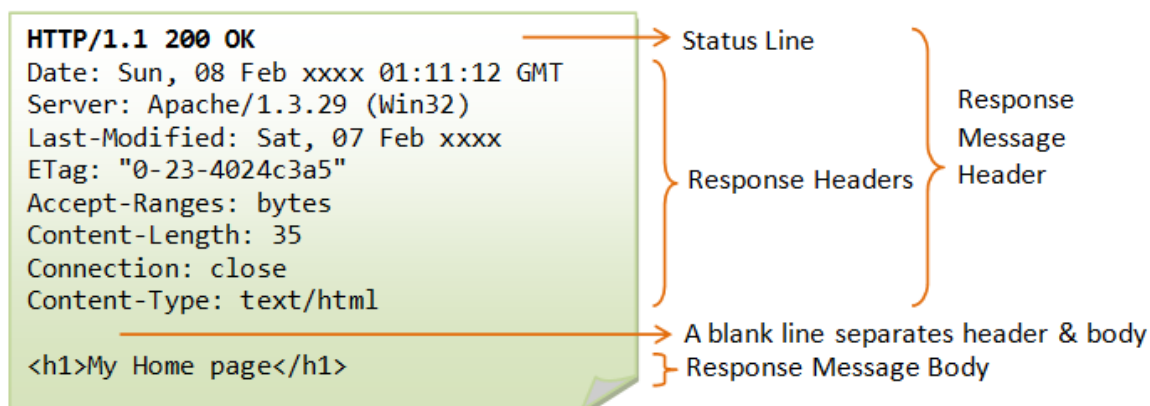 HTTP/1.1 200 OK
Date: Sun, 08 Feb xxxx 01:11:12 GMT
Server: Apache/1.3.29 (Win32)
Last-Modified: Sat, 07 Feb xxxx
ETag: "0-23-4024c3a5"
Accept-Ranges: bytes
Content-Length: 35
Connection: close
Content-Type: text/html
<h1>My Home page</h1>
Status Line
Response Headers
Response
Message
Header
A blank line separates header & body
Response Message Body